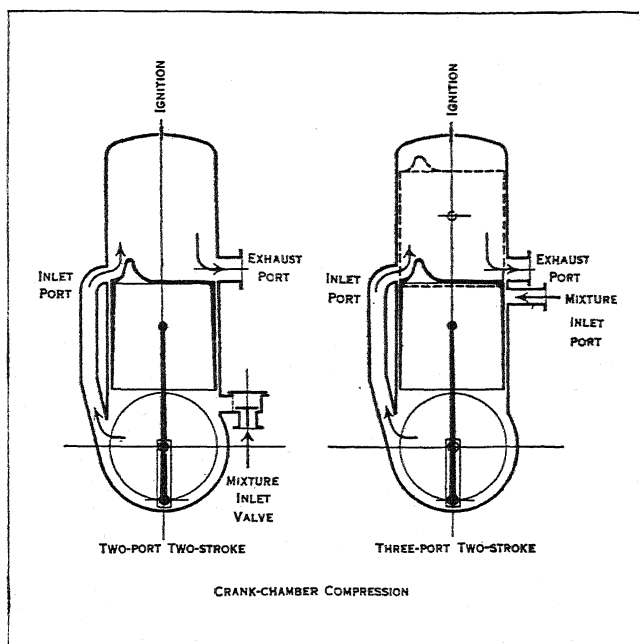 IGNITION
INLET
PORT
EXHAUST
PORT
MIXTURE
INLET
VALVE
TWO-PORT TWO-STROKE
IGNITION
INLET
PORT
EXHAUST
PORT
MIXTURE
INLET
PORT
THREE-PORT TWO-STROKE
CRANK-CHAMBER COMPRESSION